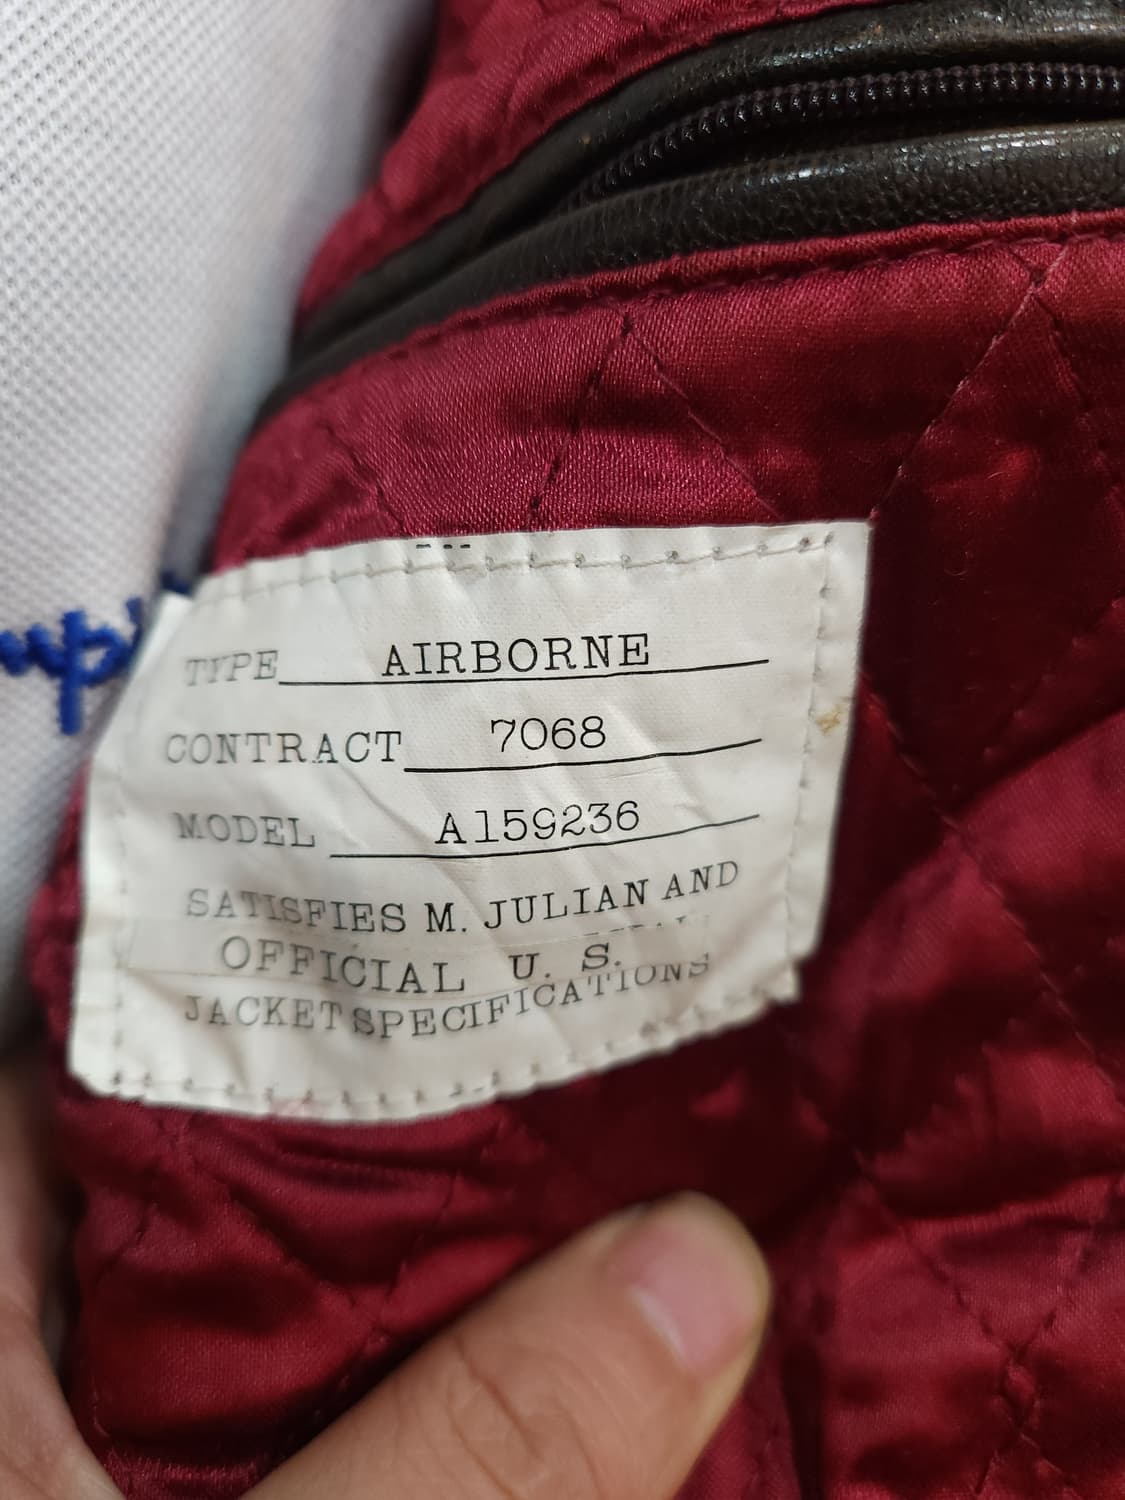 TYPE AIRBORNE
CONTRACT 7068
MODEL A159236
SATISFIES M. JULIAN AND
OFFICIAL U. S.
JACKET SPECIFICATIONS